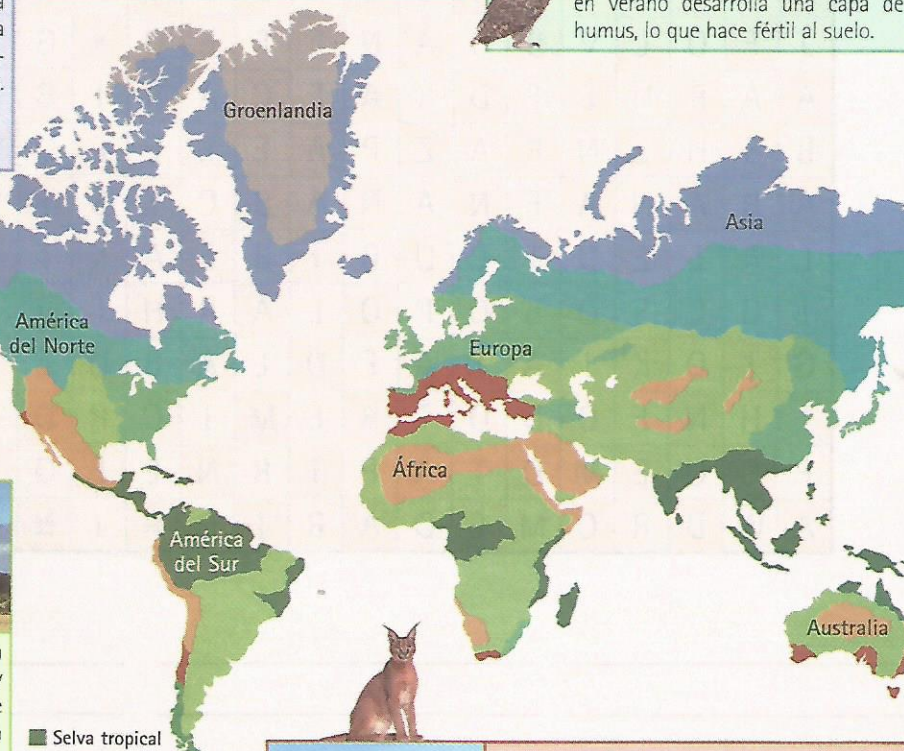 en verano desarrolla una capa de
humus, lo que hace fértil al suelo.
Groenlandia
Asia
América
del Norte
Europa
África
América
del Sur
Australia
Selva tropical